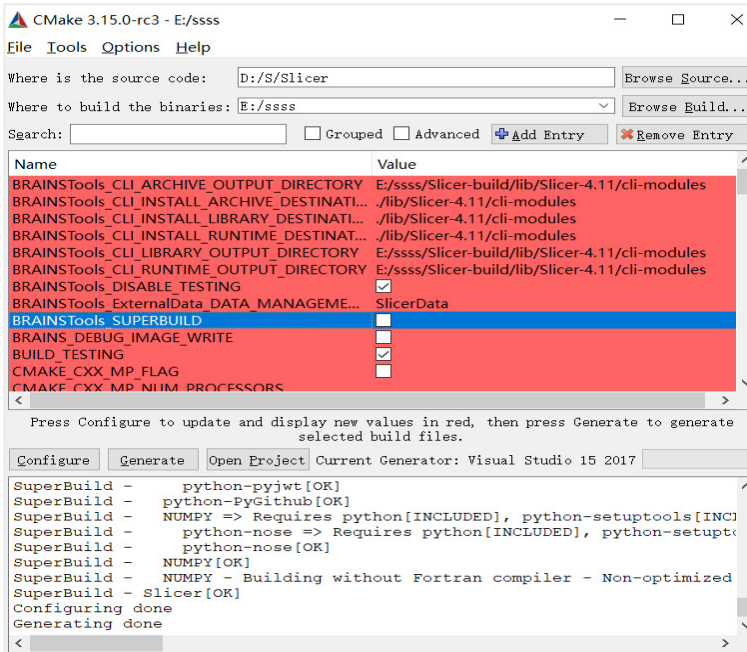 CMake 3.15.0-rc3 - E:/ssss
File Tools Options Help
Where is the source code: D:/S/Slicer Browse Source...
Where to build the binaries: E:/ssss Browse Build...
Search: Grouped Advanced Add Entry Remove Entry
Name Value
BRAINSTools_CLI_ARCHIVE_OUTPUT_DIRECTORY E:/ssss/Slicer-build/lib/Slicer-4.11/cli-modules
BRAINSTools_CLI_INSTALL_ARCHIVE_DESTINATI... ./lib/Slicer-4.11/cli-modules
BRAINSTools_CLI_INSTALL_LIBRARY_DESTINATI... ./lib/Slicer-4.11/cli-modules
BRAINSTools_CLI_INSTALL_RUNTIME_DESTINAT... ./lib/Slicer-4.11/cli-modules
BRAINSTools_CLI_LIBRARY_OUTPUT_DIRECTORY E:/ssss/Slicer-build/lib/Slicer-4.11/cli-modules
BRAINSTools_CLI_RUNTIME_OUTPUT_DIRECTORY E:/ssss/Slicer-build/lib/Slicer-4.11/cli-modules
BRAINSTools_DISABLE_TESTING
BRAINSTools_ExternalData_DATA_MANAGEME... SlicerData
BRAINSTools_SUPERBUILD
BRAINS_DEBUG_IMAGE_WRITE
BUILD_TESTING
CMAKE_CXX_MP_FLAG
CMAKE_CXX_MP_NUM_PROCESSORS
Press Configure to update and display new values in red, then press Generate to generate
selected build files.
Configure Generate Open Project Current Generator: Visual Studio 15 2017
SuperBuild - python-pyjwt[OK]
SuperBuild - python-PyGithub[OK]
SuperBuild - NUMPY => Requires python[INCLUDED], python-setuptools[INCI
SuperBuild - python-nose => Requires python[INCLUDED], python-setupto
SuperBuild - python-nose[OK]
SuperBuild - NUMPY[OK]
SuperBuild - NUMPY - Building without Fortran compiler - Non-optimized
SuperBuild - Slicer[OK]
Configuring done
Generating done